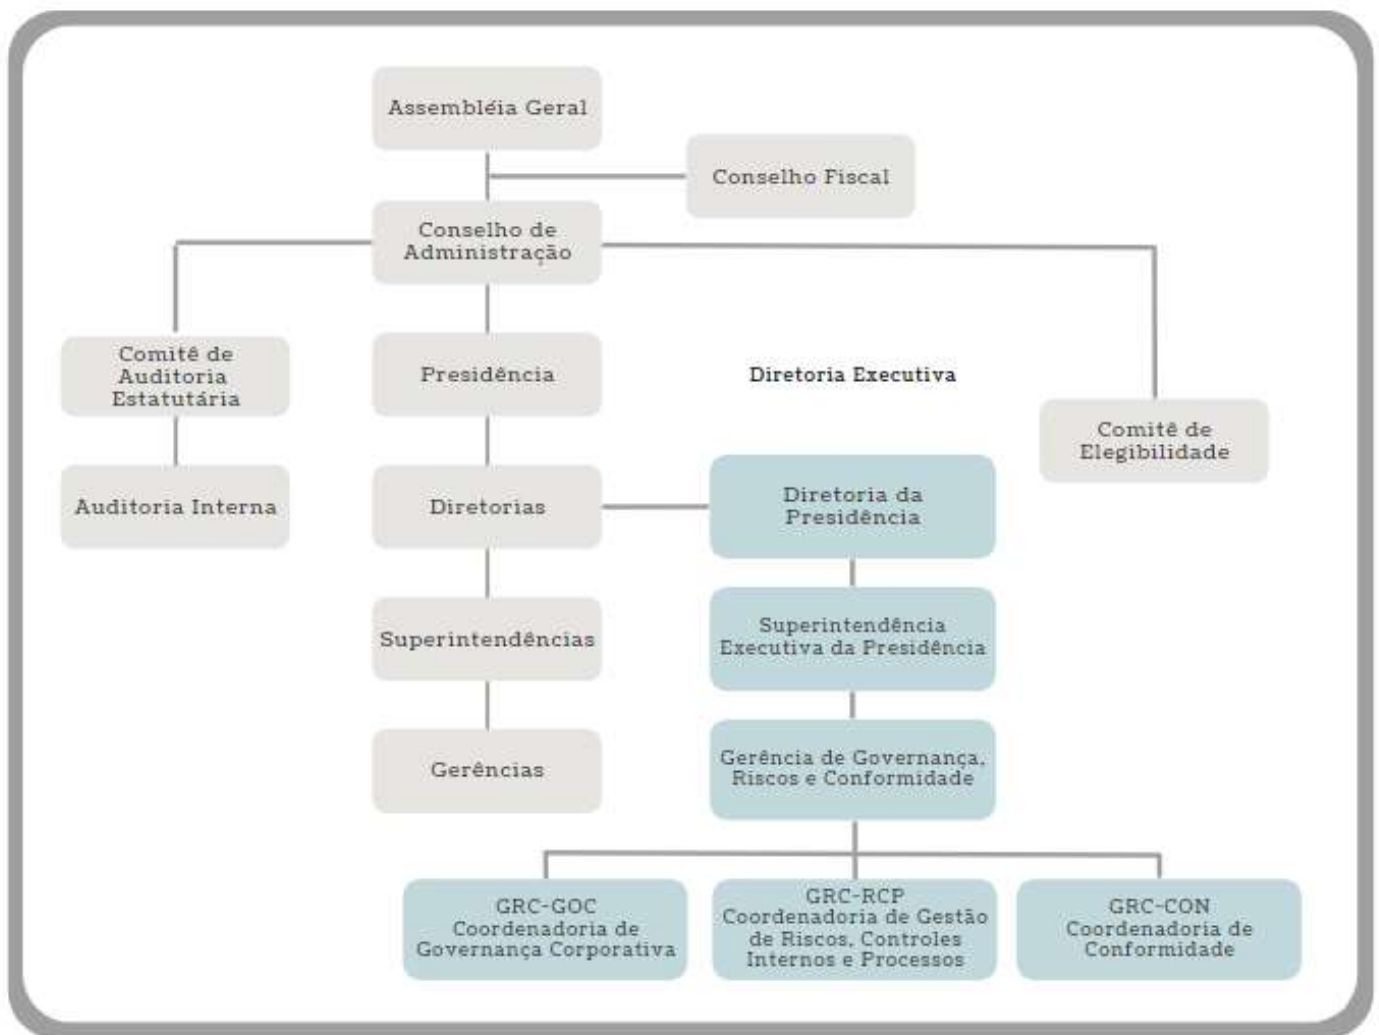 Assembléia Geral
Conselho Fiscal
Conselho de
Administração
Comitê de
Auditoria
Estatutária
Presidência
Diretoria Executiva
Comitê de
Elegibilidade
Auditoria Interna
Diretorias
Diretoria da
Presidência
Superintendências
Superintendência
Executiva da Presidência
Gerências
Gerência de Governança,
Riscos e Conformidade
GRC-GOC
Coordenadoria de
Governança Corporativa
GRC-RCP
Coordenadoria de Gestão
de Riscos, Controles
Internos e Processos
GRC-CON
Coordenadoria de
Conformidade